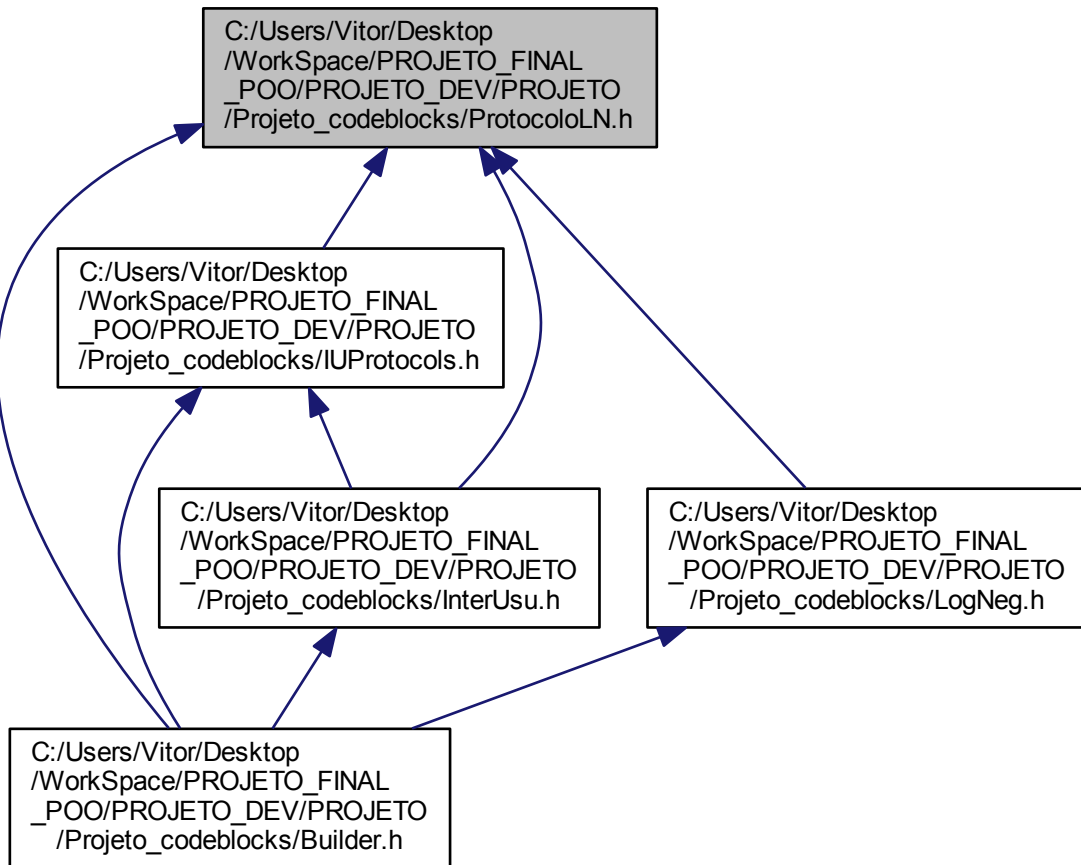 C:/Users/Vitor/Desktop
/WorkSpace/PROJETO_FINAL
_POO/PROJETO_DEV/PROJETO
/Projeto_codeblocks/ProtocoloLN.h
C:/Users/Vitor/Desktop
/WorkSpace/PROJETO_FINAL
_POO/PROJETO_DEV/PROJETO
/Projeto_codeblocks/IUProtocols.h
C:/Users/Vitor/Desktop
/WorkSpace/PROJETO_FINAL
_POO/PROJETO_DEV/PROJETO
/Projeto_codeblocks/InterUsu.h
C:/Users/Vitor/Desktop
/WorkSpace/PROJETO_FINAL
_POO/PROJETO_DEV/PROJETO
/Projeto_codeblocks/LogNeg.h
C:/Users/Vitor/Desktop
/WorkSpace/PROJETO_FINAL
_POO/PROJETO_DEV/PROJETO
/Projeto_codeblocks/Builder.h